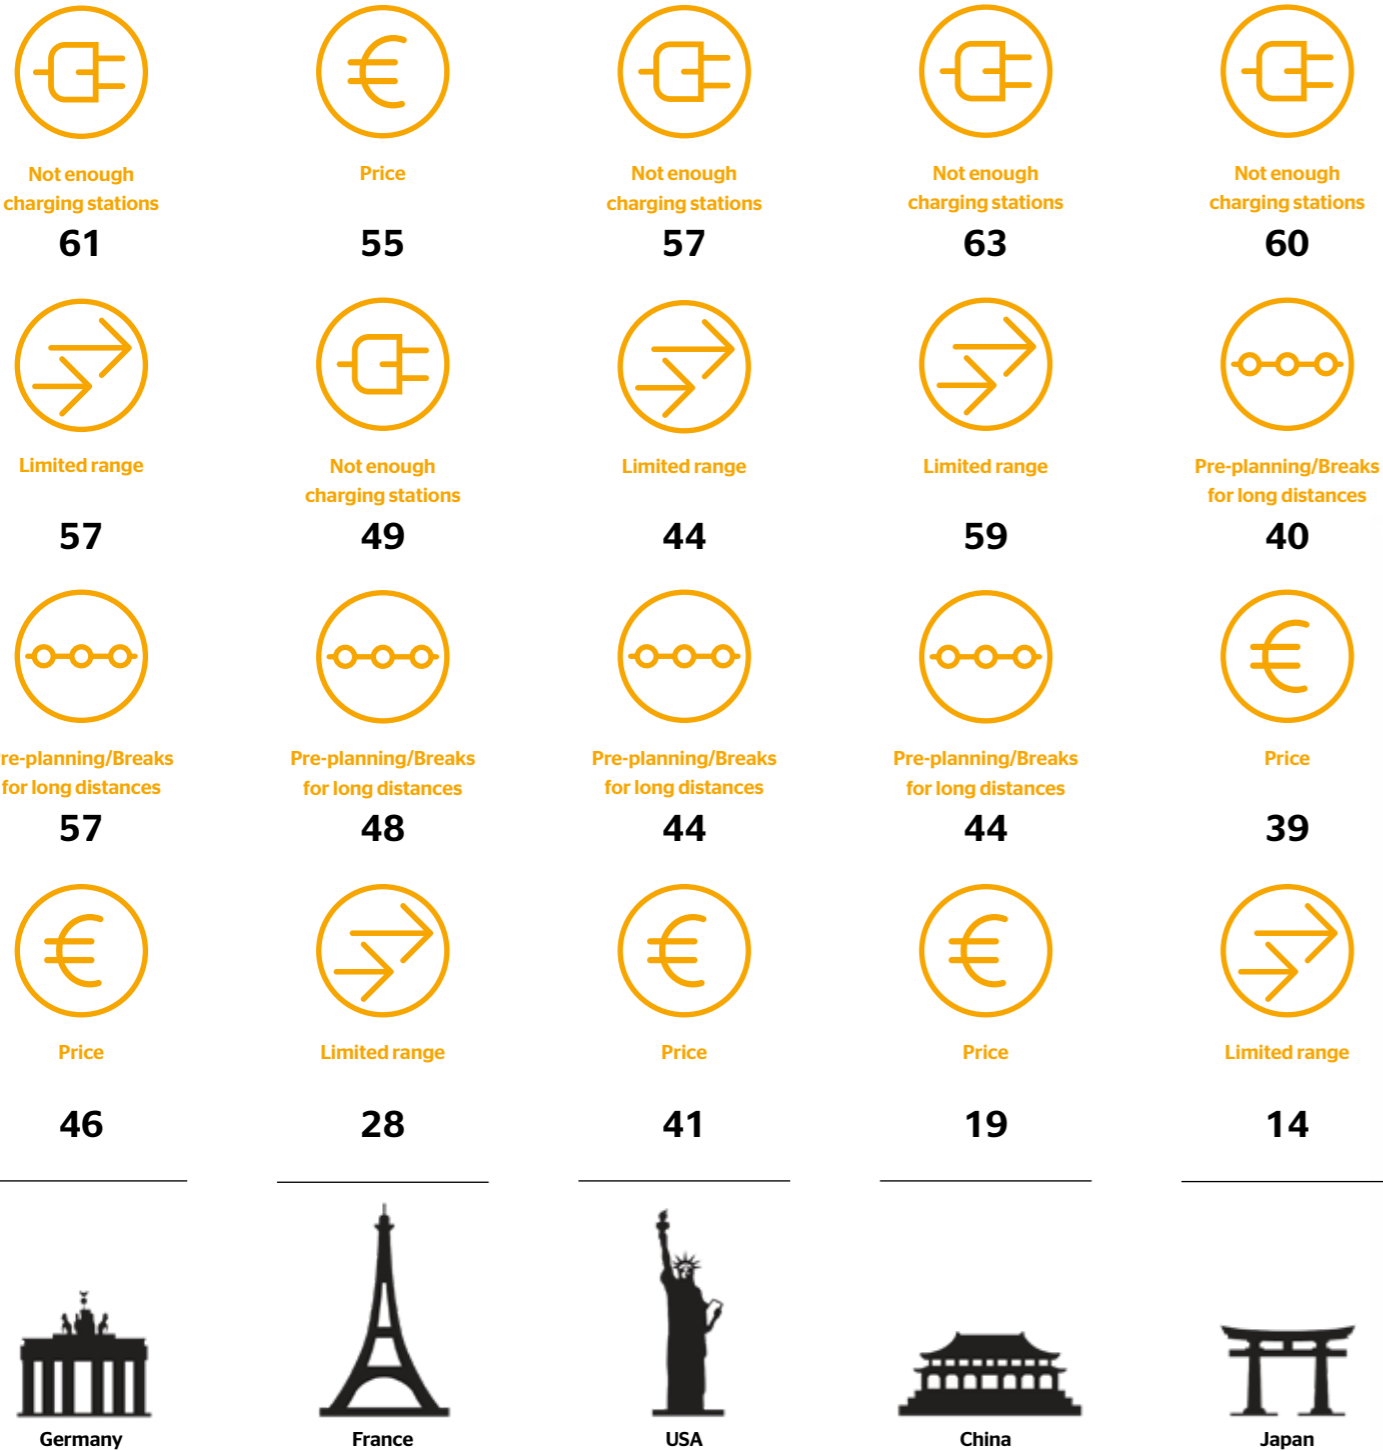 Not enough
charging stations
61
Price
55
Not enough
charging stations
57
Not enough
charging stations
63
Not enough
charging stations
60
Limited range
57
Not enough
charging stations
49
Limited range
44
Limited range
59
Pre-planning/Breaks
for long distances
40
re-planning/Breaks
for long distances
57
Pre-planning/Breaks
for long distances
48
Pre-planning/Breaks
for long distances
44
Pre-planning/Breaks
for long distances
44
Price
39
Price
46
Limited range
28
Price
41
Price
19
Limited range
14
Germany
France
USA
China
Japan